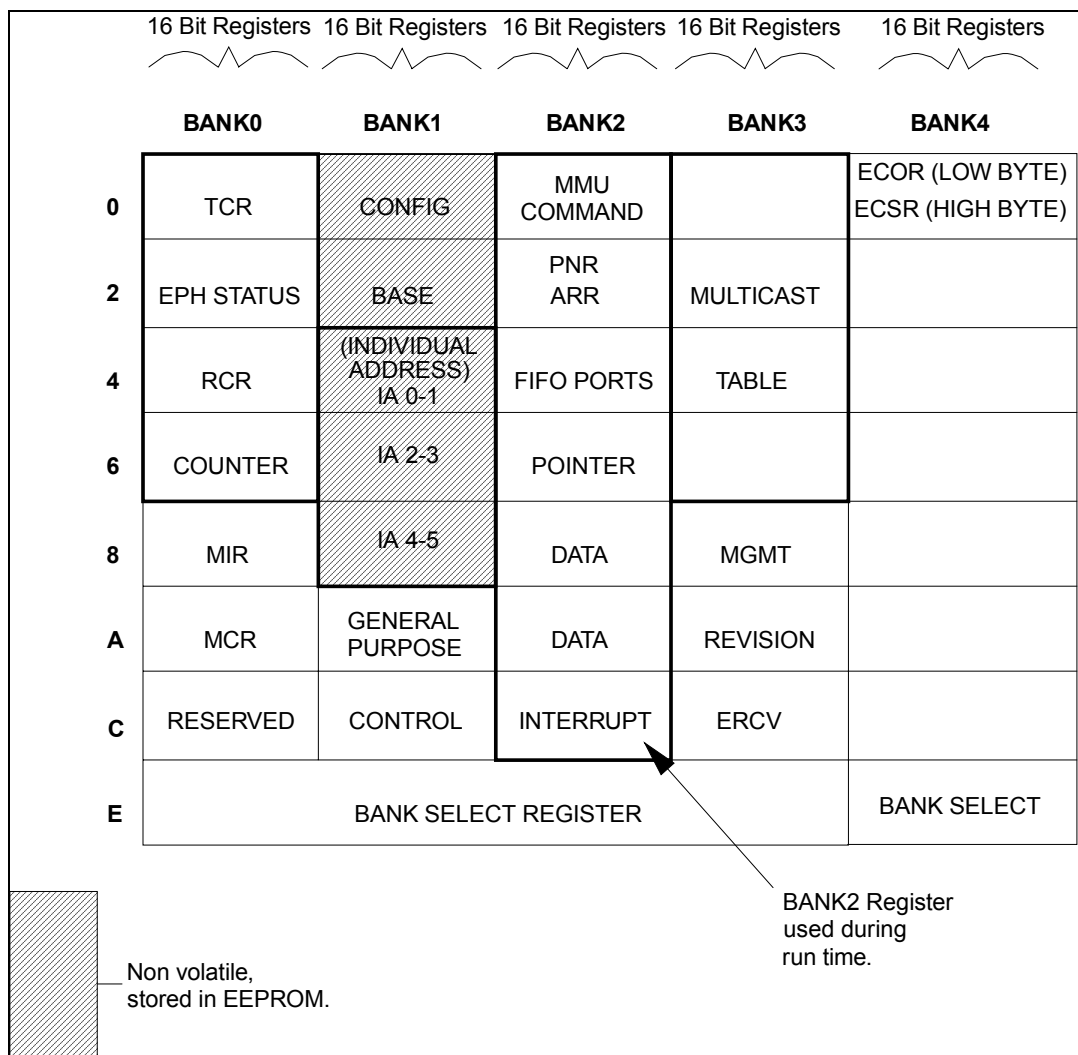 16 Bit Registers 16 Bit Registers 16 Bit Registers 16 Bit Registers 16 Bit Registers
BANK0 BANK1 BANK2 BANK3 BANK4
0 TCR CONFIG MMU COMMAND ECOR (LOW BYTE) ECSR (HIGH BYTE)
2 EPH STATUS BASE PNR ARR MULTICAST
4 RCR (INDIVIDUAL ADDRESS) IA 0-1 FIFO PORTS TABLE
6 COUNTER IA 2-3 POINTER
8 MIR IA 4-5 DATA MGMT
A MCR GENERAL PURPOSE DATA REVISION
C RESERVED CONTROL INTERRUPT ERCV
E BANK SELECT REGISTER BANK SELECT
BANK2 Register
used during
run time.
Non volatile,
stored in EEPROM.